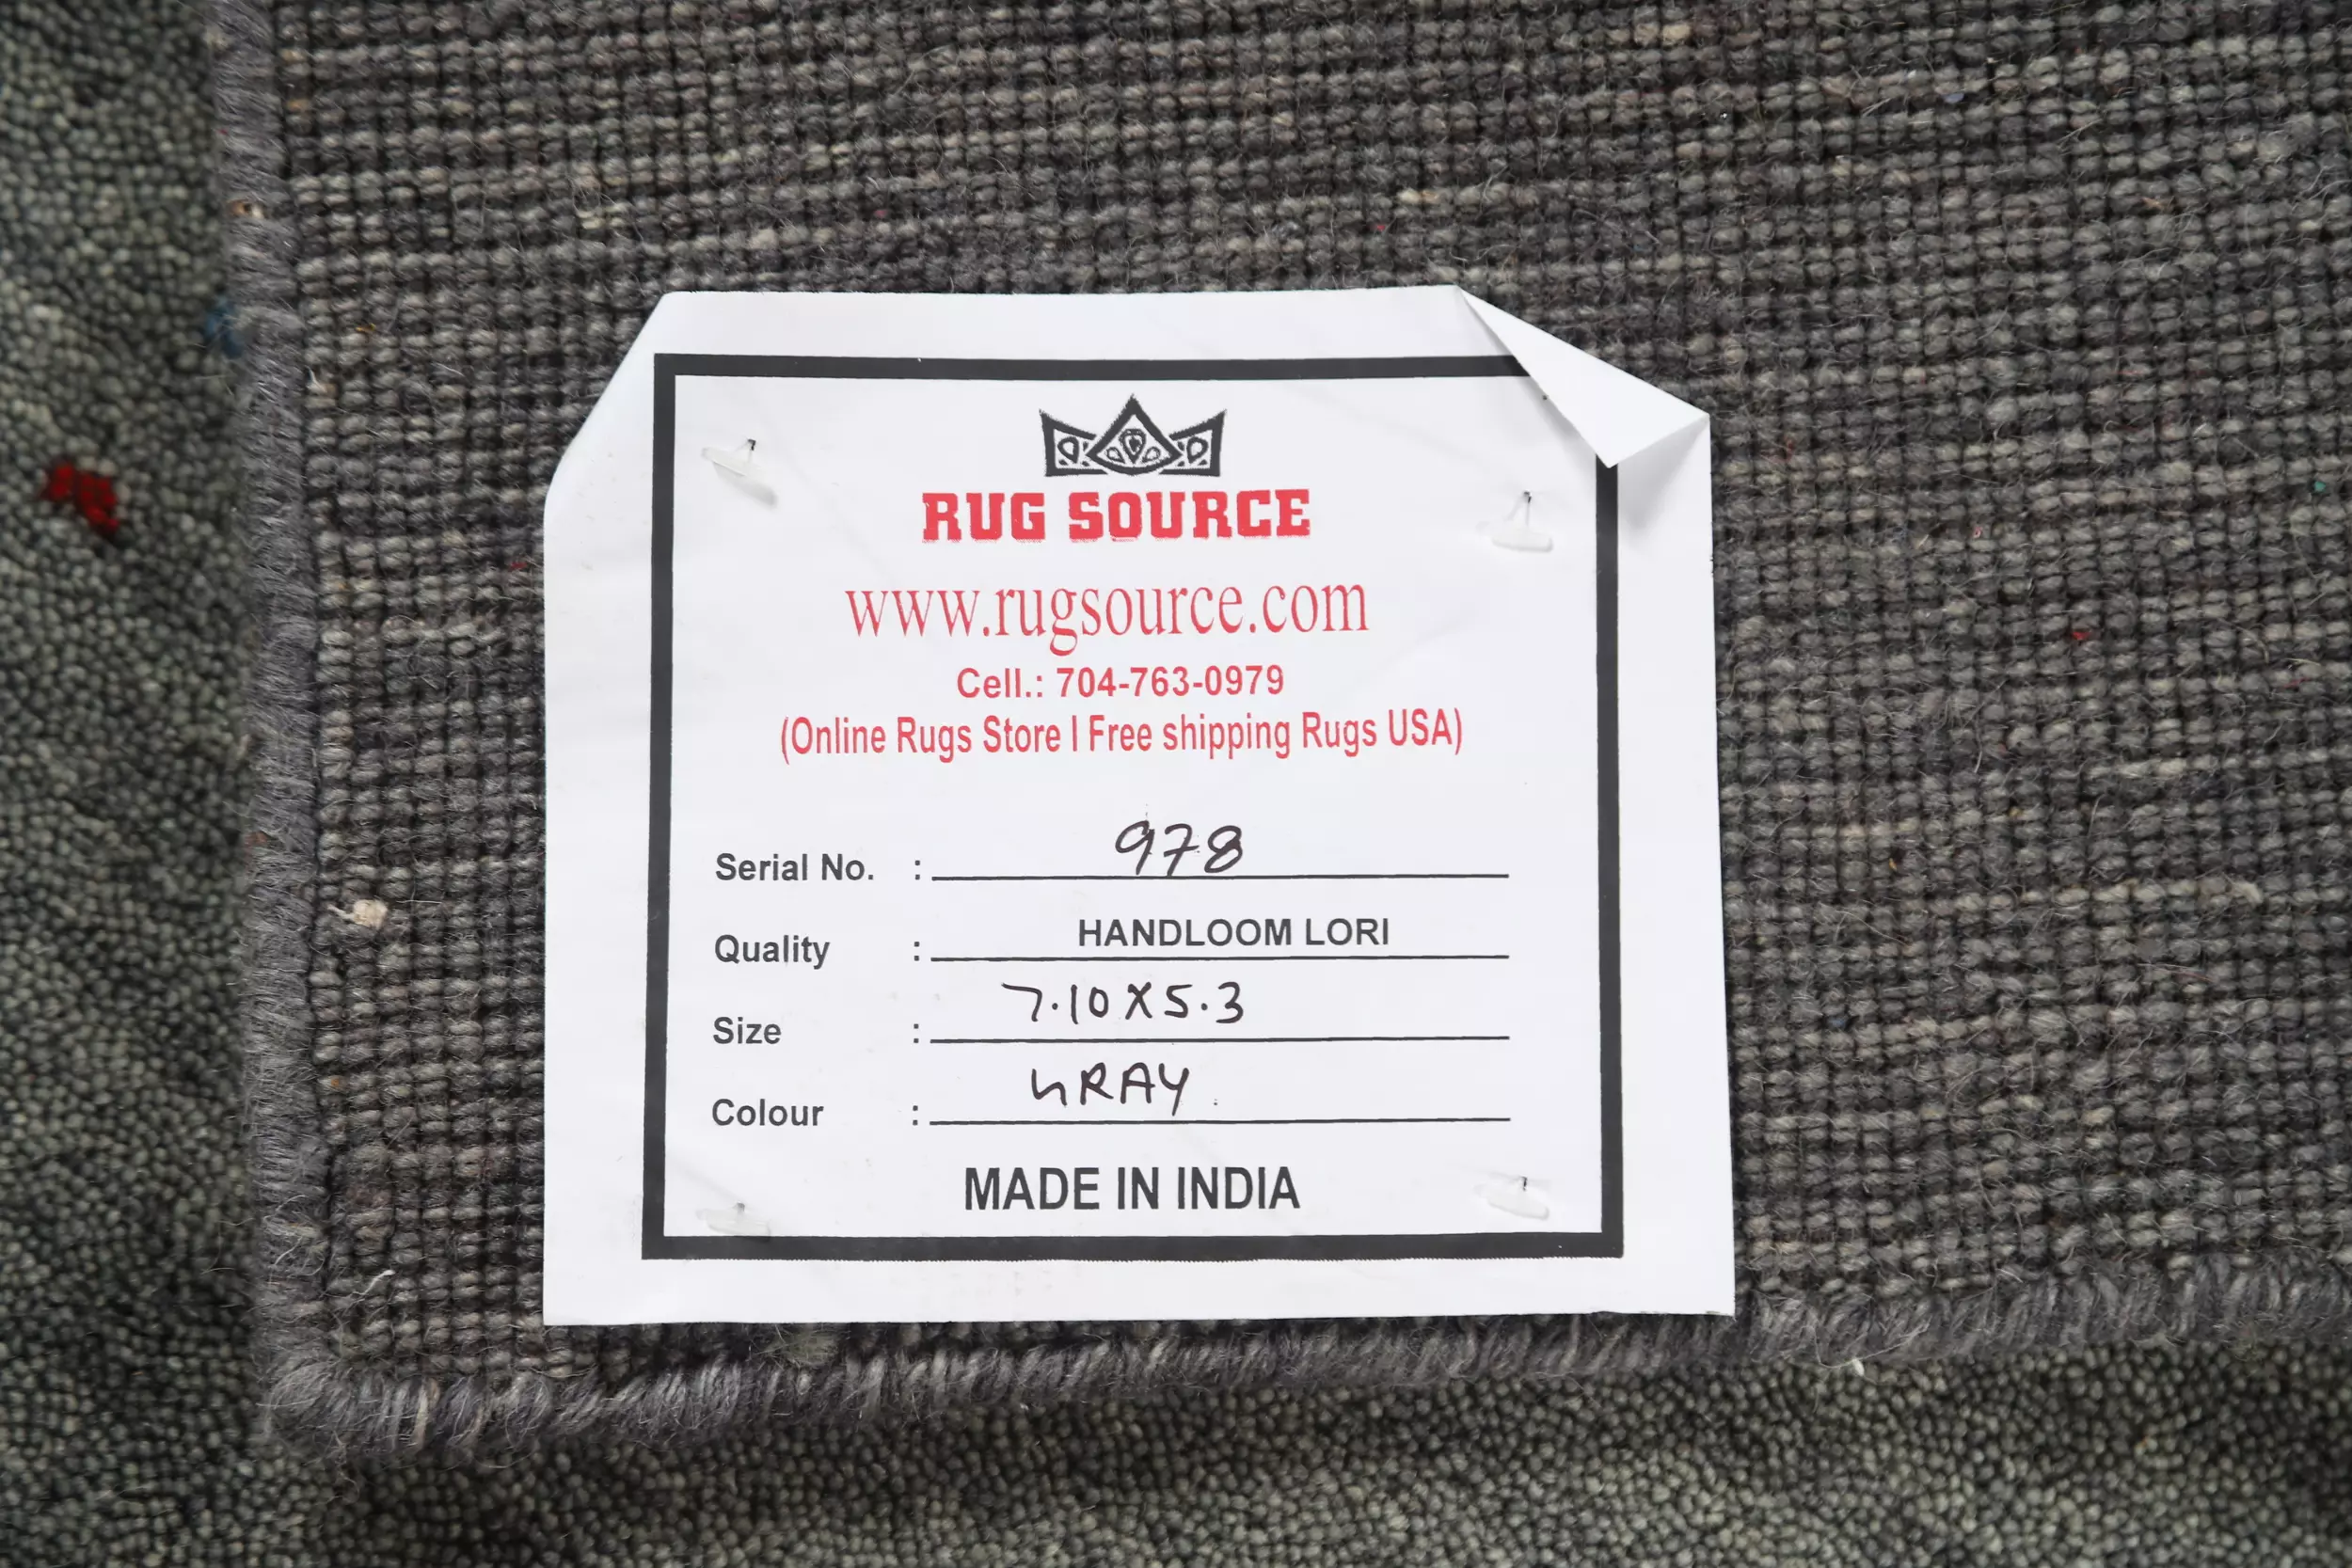 RUG SOURCE
www.rugsource.com
Cell.: 704-763-0979
(Online Rugs Store I Free shipping Rugs USA)
Serial No. : 978
Quality : HANDLOOM LORI
Size : 7.10X5.3
Colour : GRAY.
MADE IN INDIA